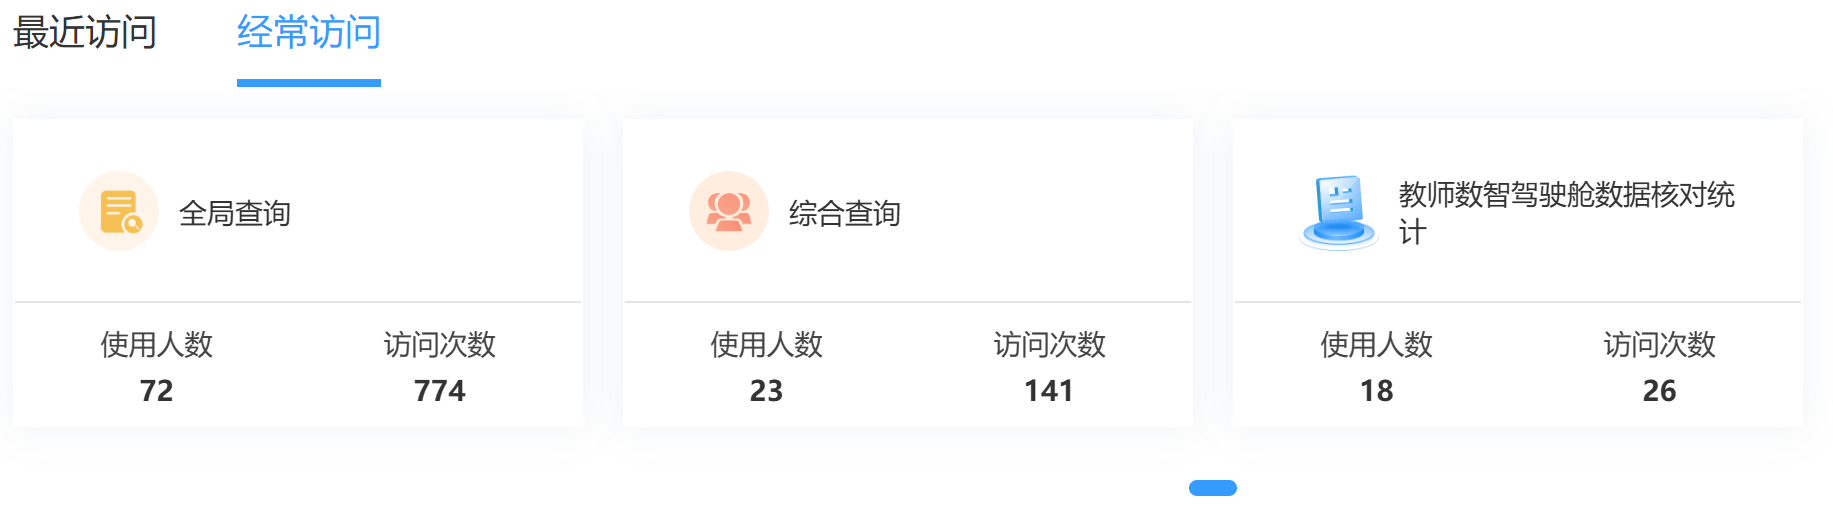 最近访问 经常访问
全局查询
使用人数 访问次数
72 774
综合查询
使用人数 访问次数
23 141
教师数智驾驶舱数据核对统
计
使用人数 访问次数
18 26